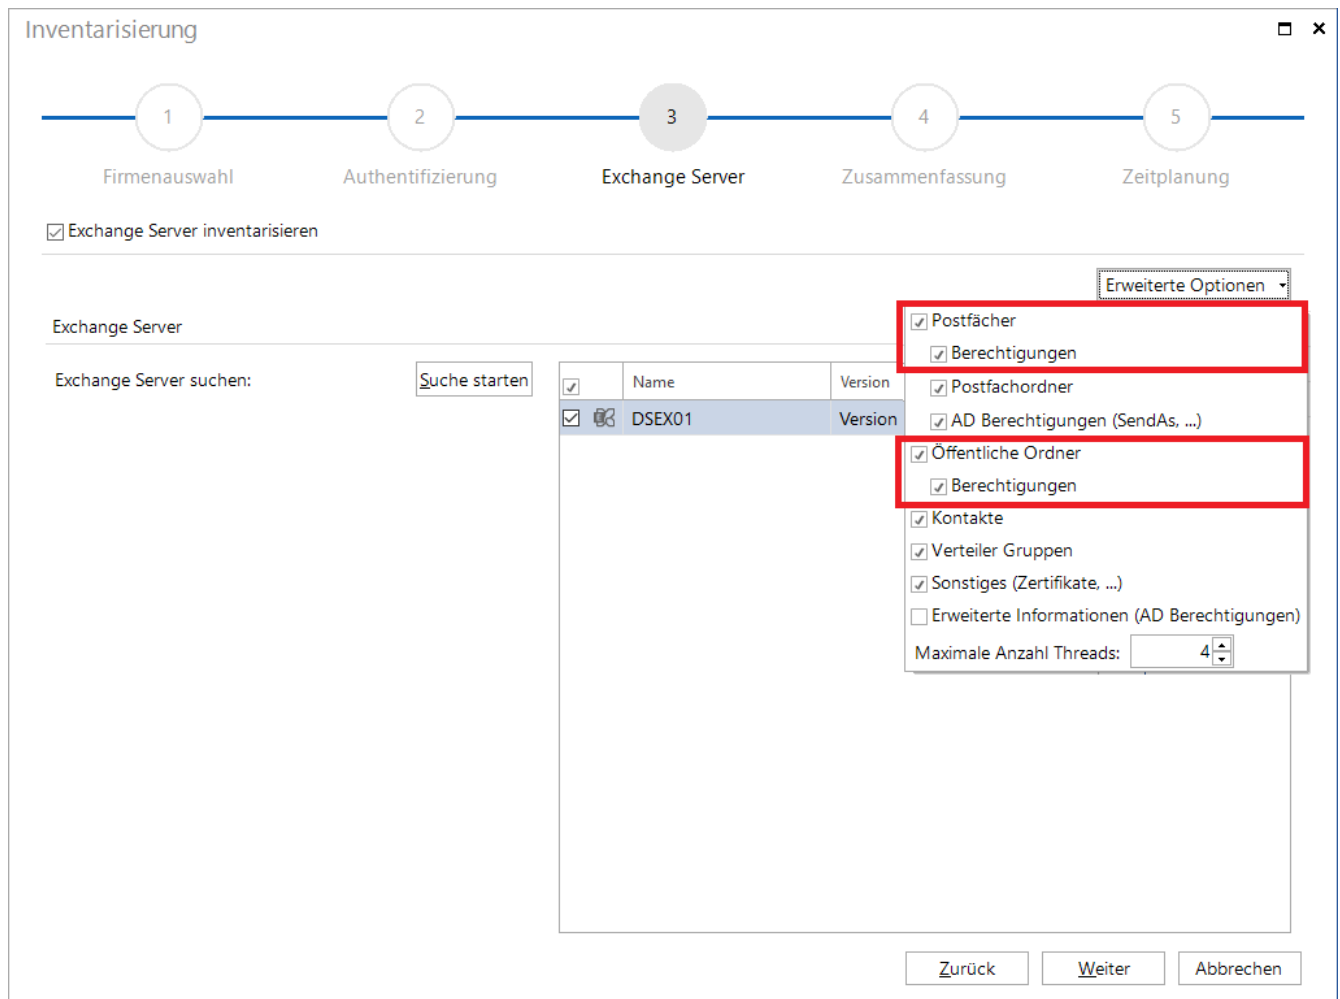 Inventarisierung
1
2
3
4
5
Firmenauswahl
Authentifizierung
Exchange Server
Zusammenfassung
Zeitplanung
Exchange Server inventarisieren
Erweiterte Optionen
Exchange Server
Postfächer
Berechtigungen
Postfachordner
AD Berechtigungen (SendAs, ...)
Öffentliche Ordner
Berechtigungen
Kontakte
Verteiler Gruppen
Sonstiges (Zertifikate, ...)
Erweiterte Informationen (AD Berechtigungen)
Maximale Anzahl Threads: 4
Exchange Server suchen:
Suche starten
Name
Version
DSEX01
Version
Zurück
Weiter
Abbrechen